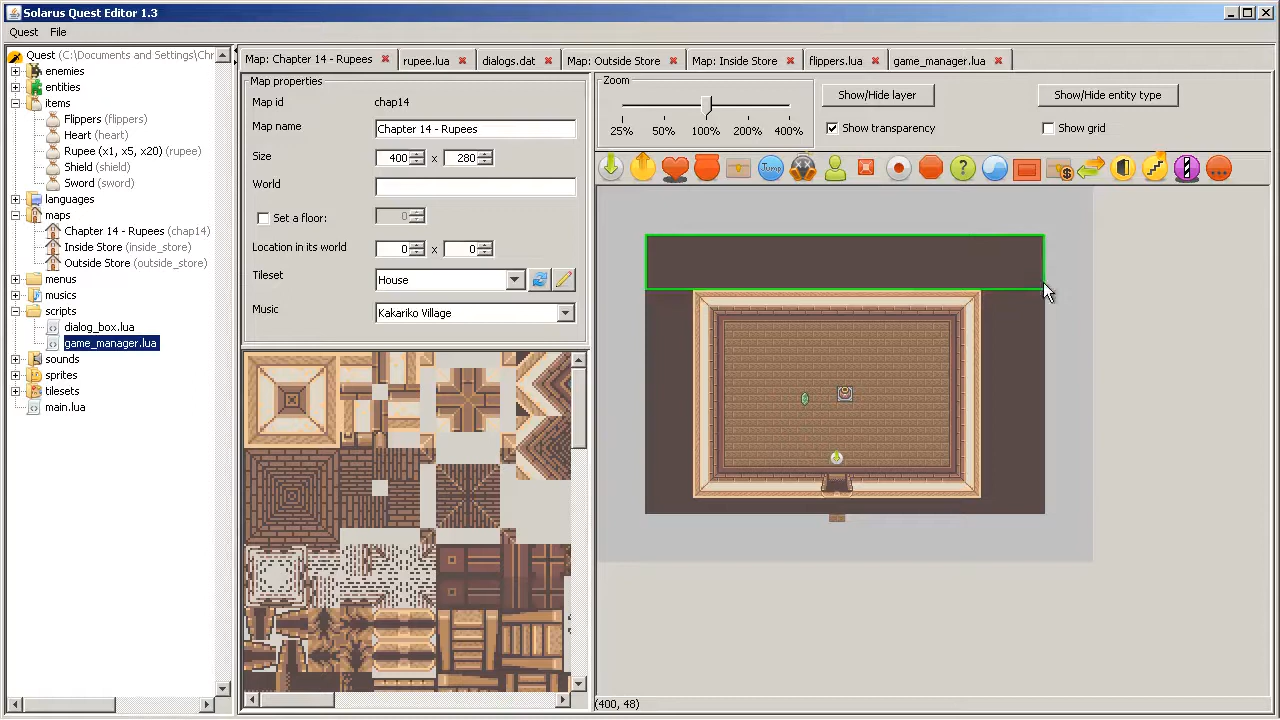 Solarus Quest Editor 1.3
Quest File
Quest (C:\Documents and Settings\Chr
enemies
entities
items
Flippers (flippers)
Heart (heart)
Rupee (x1, x5, x20) (rupee)
Shield (shield)
Sword (sword)
languages
maps
Chapter 14 - Rupees (chap14)
Inside Store (inside_store)
Outside Store (outside_store)
menus
musics
dialog_box.lua
game_manager.lua
sounds
sprites
tilesets
main.lua
Map: Chapter 14 - Rupees
rupee.lua
dialogs.dat
Map: Outside Store
Map: Inside Store
flippers.lua
game_manager.lua
Map properties
Map id chap14
Map name Chapter 14 - Rupees
Size 400 x 280
World
Set a floor: 0
Location in its world 0 x 0
Tileset House
Music Kakariko Village
Zoom
25% 50% 100% 200% 400%
Show/Hide layer
Show/Hide entity type
Show transparency
Show grid
Jump
?
$
(400, 48)